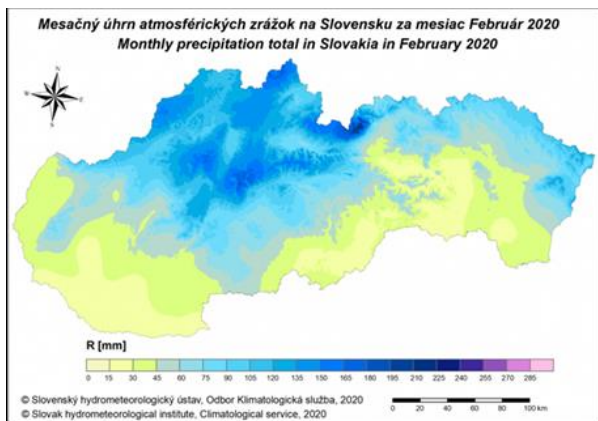 Mesačný úhrn atmosférických zrážok na Slovensku za mesiac Február 2020
Monthly precipitation total in Slovakia in February 2020
N
W E
S
R [mm]
0 15 30 45 60 75 90 105 120 135 150 165 180 195 210 225 240 255 270 285
© Slovenský hydrometeorologický ústav, Odbor Klimatologická služba, 2020
© Slovak hydrometeorological institute, Climatological service, 2020
0 20 40 60 80 100 km